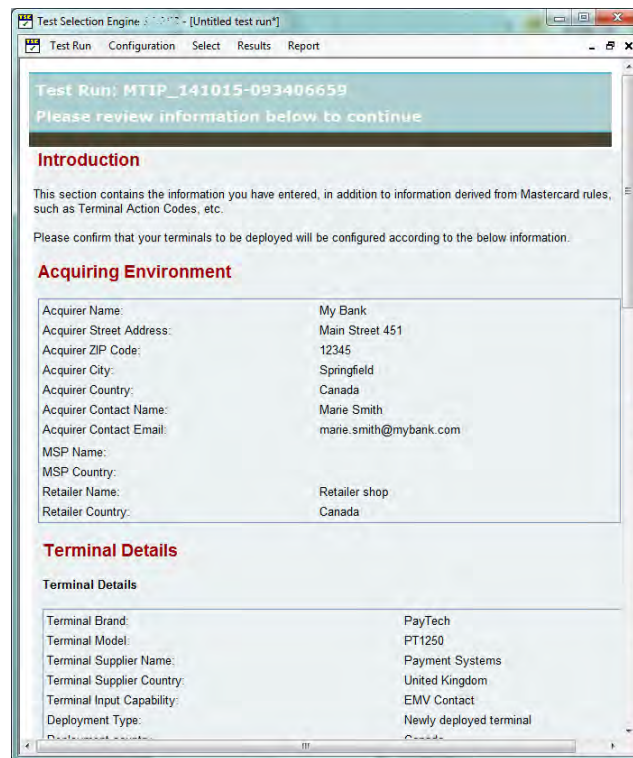 Test Selection Engine - [Untitled test run*]
Test Run Configuration Select Results Report
Test Run: MTIP_141015-093406659
Please review information below to continue
Introduction
This section contains the information you have entered, in addition to information derived from Mastercard rules,
such as Terminal Action Codes, etc.
Please confirm that your terminals to be deployed will be configured according to the below information.
Acquiring Environment
Acquirer Name: My Bank
Acquirer Street Address: Main Street 451
Acquirer ZIP Code: 12345
Acquirer City: Springfield
Acquirer Country: Canada
Acquirer Contact Name: Marie Smith
Acquirer Contact Email: marie.smith@mybank.com
MSP Name:
MSP Country:
Retailer Name: Retailer shop
Retailer Country: Canada
Terminal Details
Terminal Details
Terminal Brand: PayTech
Terminal Model: PT1250
Terminal Supplier Name: Payment Systems
Terminal Supplier Country: United Kingdom
Terminal Input Capability: EMV Contact
Deployment Type: Newly deployed terminal
Deployment country: Canada